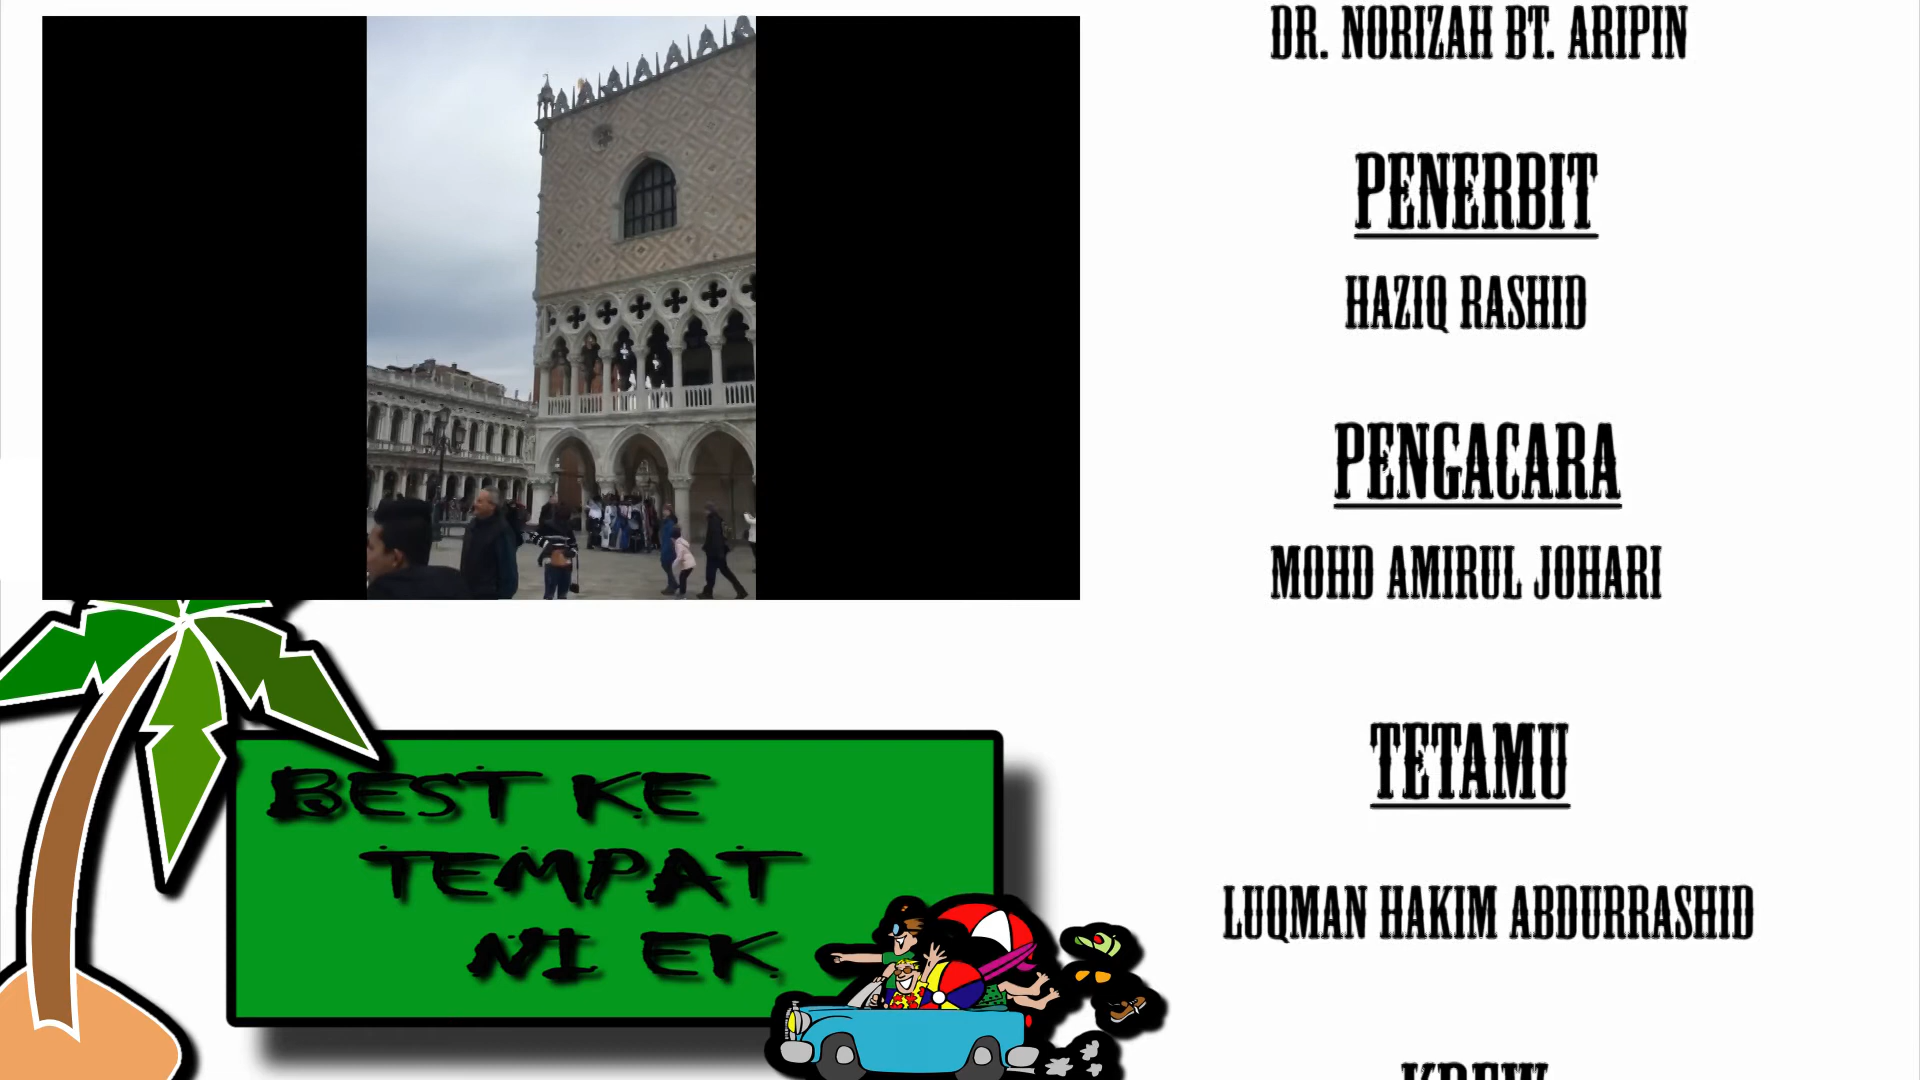 DR. NORIZAH BT. ARIPIN
PENERBIT
HAZIQ RASHID
PENGACARA
MOHD AMIRUL JOHARI
TETAMU
LUQMAN HAKIM ABDURRASHID
KREW
BEST KE
TEMPAT
NI EK